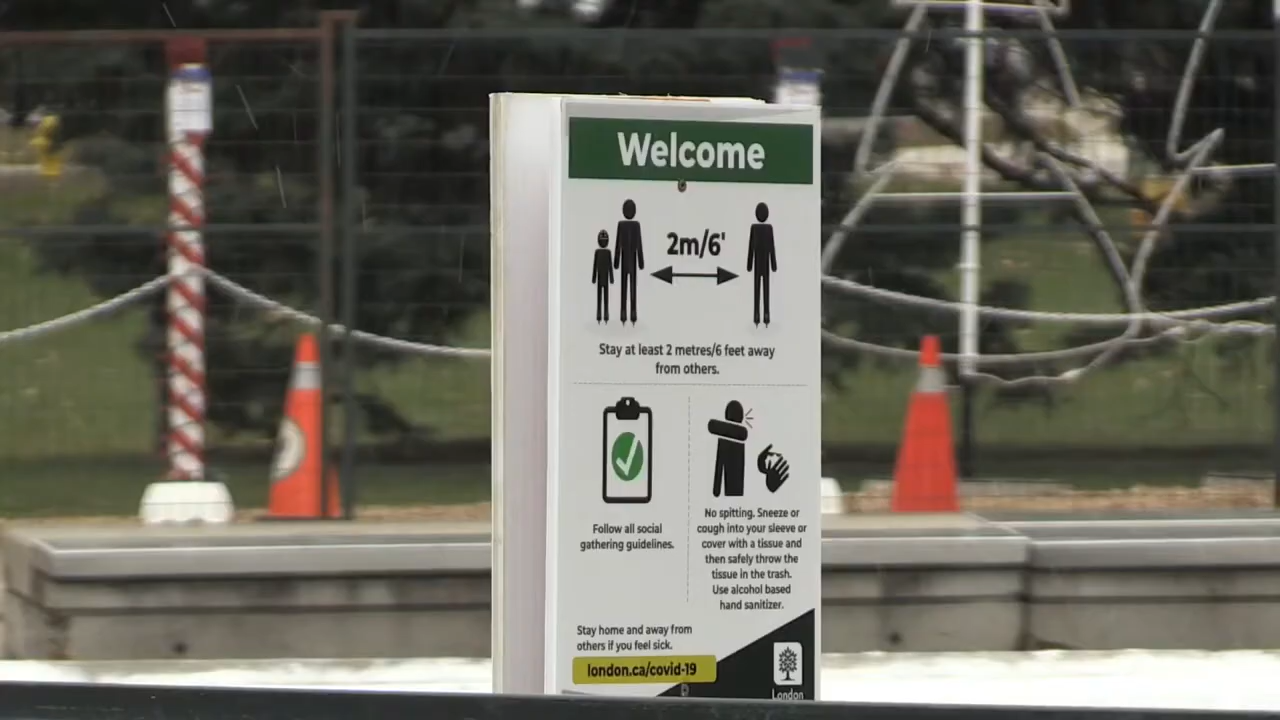 Welcome
2m/6'
Stay at least 2 metres/6 feet away
from others.
Follow all social
gathering guidelines.
No spitting. Sneeze or
cough into your sleeve or
cover with a tissue and
then safely throw the
tissue in the trash.
Use alcohol based
hand sanitizer.
Stay home and away from
others if you feel sick.
london.ca/covid-19
London